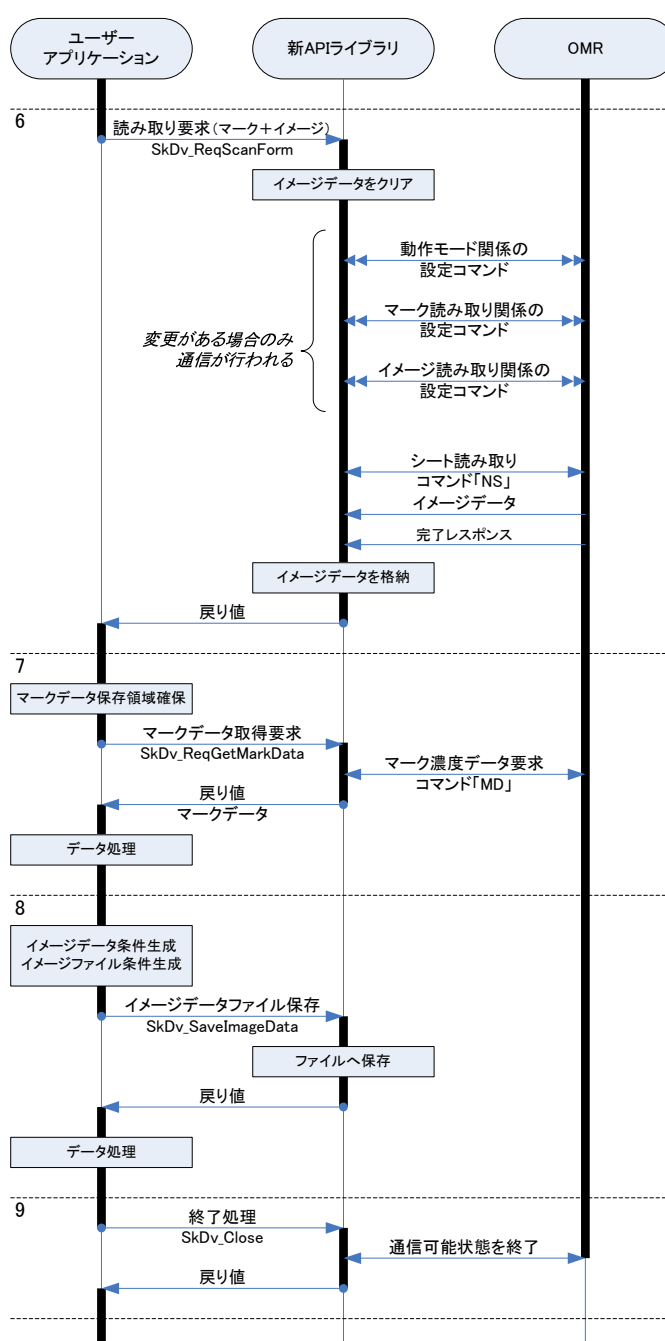 ユーザー
アプリケーション
新APIライブラリ
OMR
6
読み取り要求(マーク+イメージ)
SkDv_ReqScanForm
イメージデータをクリア
動作モード関係の
設定コマンド
マーク読み取り関係の
設定コマンド
変更がある場合のみ
通信が行われる
イメージ読み取り関係の
設定コマンド
シート読み取り
コマンド「NS」
イメージデータ
完了レスポンス
イメージデータを格納
戻り値
7
マークデータ保存領域確保
マークデータ取得要求
SkDv_ReqGetMarkData
マーク濃度データ要求
コマンド「MD」
戻り値
マークデータ
データ処理
8
イメージデータ条件生成
イメージファイル条件生成
イメージデータファイル保存
SkDv_SaveImageData
ファイルへ保存
戻り値
データ処理
9
終了処理
SkDv_Close
通信可能状態を終了
戻り値